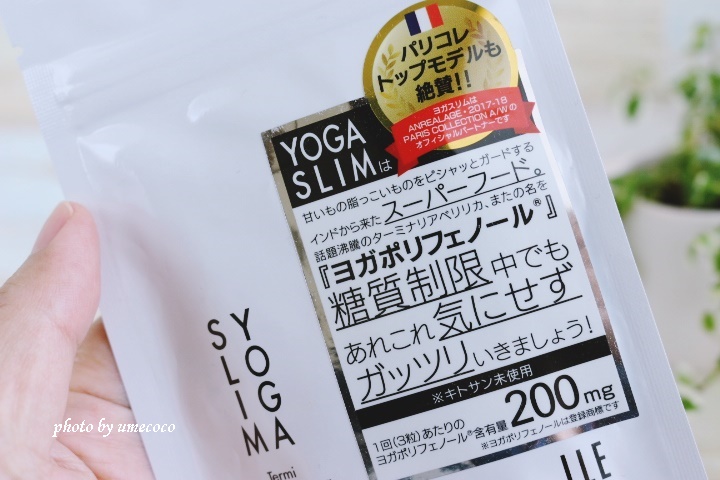 パリコレ
トップモデルも
絶賛!!
ヨガスリムは
ANREALAGE・2017-18
PARIS COLLECTION A/Wの
オフィシャルパートナーです
YOGA
SLIMは
甘いもの脂っこいものをピシャッとガードする
インドから来たスーパーフード。
話題沸騰のターミナリアベリリカ、またの名を
『ヨガポリフェノール®』
糖質制限中でも
あれこれ気にせず
ガッツリいきましょう!
※キトサン未使用
1回(3粒)あたりの
ヨガポリフェノール®含有量
200mg
※ヨガポリフェノールは登録商標です
SLIM
YOGA
Termi
photo by umecoco